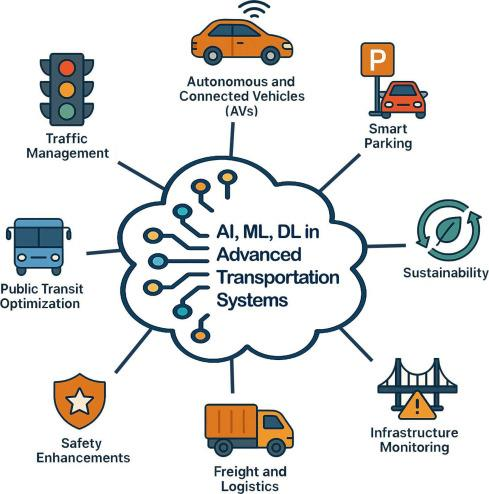 Autonomous and
Connected Vehicles
(AVs)
P
Smart
Parking
Traffic
Management
AI, ML, DL in
Advanced
Transportation
Systems
Sustainability
Public Transit
Optimization
Infrastructure
Monitoring
!
Safety
Enhancements
Freight and
Logistics